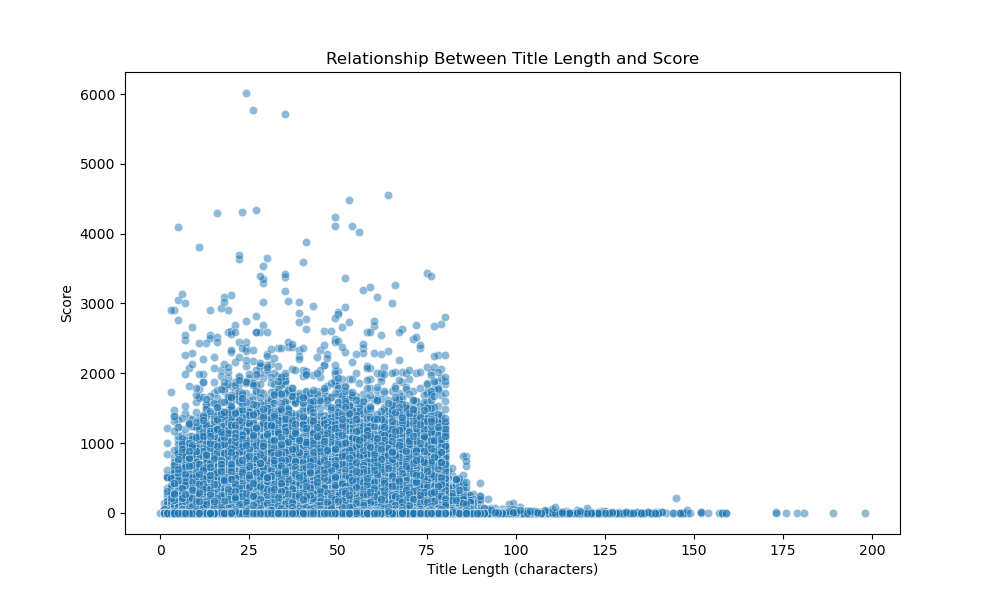 Relationship Between Title Length and Score
Score
6000
5000
4000
3000
2000
1000
0
0 25 50 75 100 125 150 175 200
Title Length (characters)